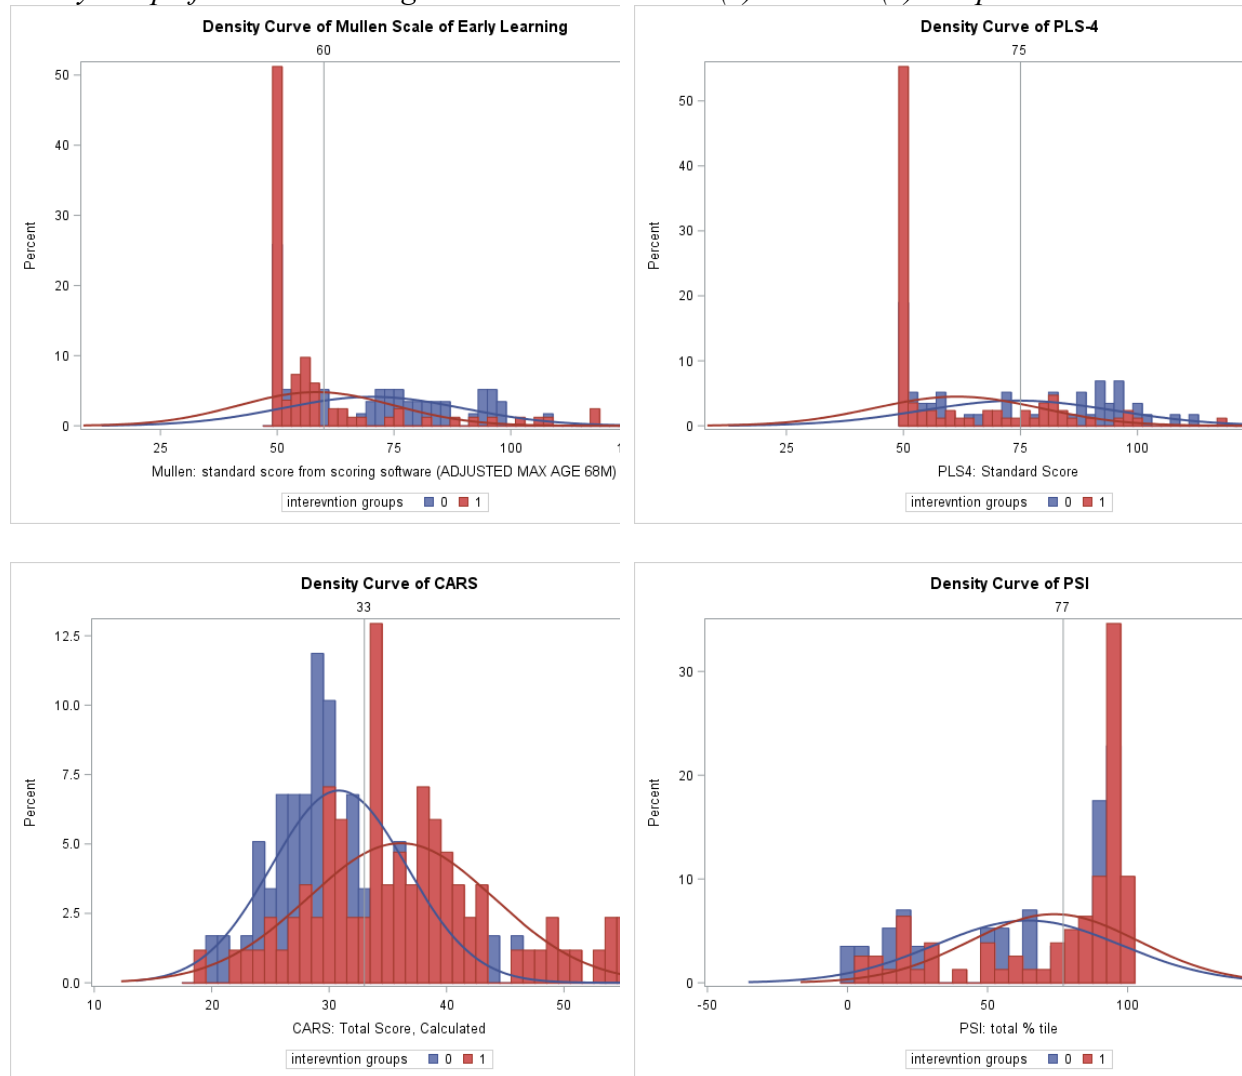 Density Curve of Mullen Scale of Early Learning
60
50
40
30
20
10
0
Percent
25 50 75 100
Mullen: standard score from scoring software (ADJUSTED MAX AGE 68M)
interevntion groups 0 1
Density Curve of PLS-4
75
50
40
30
20
10
0
Percent
25 50 75 100
PLS4: Standard Score
interevntion groups 0 1
Density Curve of CARS
33
12.5
10.0
7.5
5.0
2.5
0.0
Percent
10 20 30 40 50
CARS: Total Score, Calculated
interevntion groups 0 1
Density Curve of PSI
77
30
20
10
0
Percent
-50 0 50 100
PSI: total % tile
interevntion groups 0 1